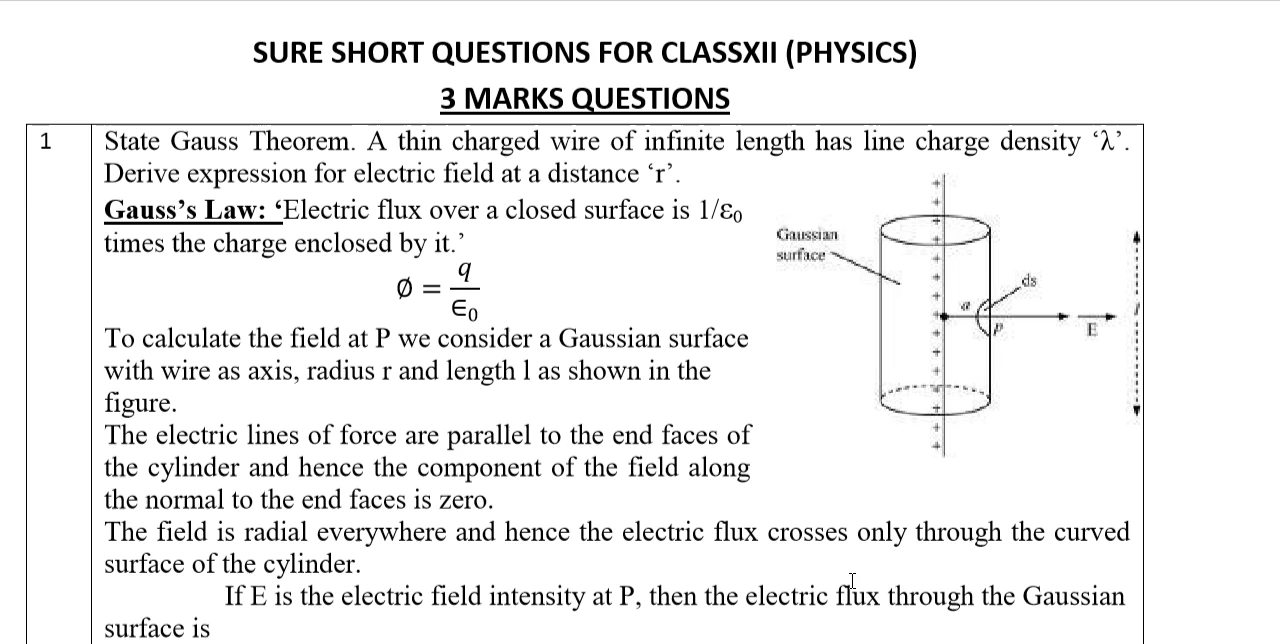 SURE SHORT QUESTIONS FOR CLASSXII (PHYSICS)
3 MARKS QUESTIONS
1
State Gauss Theorem. A thin charged wire of infinite length has line charge density ‘λ’.
Derive expression for electric field at a distance ‘r’.
Gauss’s Law: ‘Electric flux over a closed surface is 1/ε₀
times the charge enclosed by it.’
∅ = q/∈₀
To calculate the field at P we consider a Gaussian surface
with wire as axis, radius r and length l as shown in the
figure.
The electric lines of force are parallel to the end faces of
the cylinder and hence the component of the field along
the normal to the end faces is zero.
Gaussian
surface
ds
a
P
E
l
The field is radial everywhere and hence the electric flux crosses only through the curved
surface of the cylinder.
If E is the electric field intensity at P, then the electric flux through the Gaussian
surface is